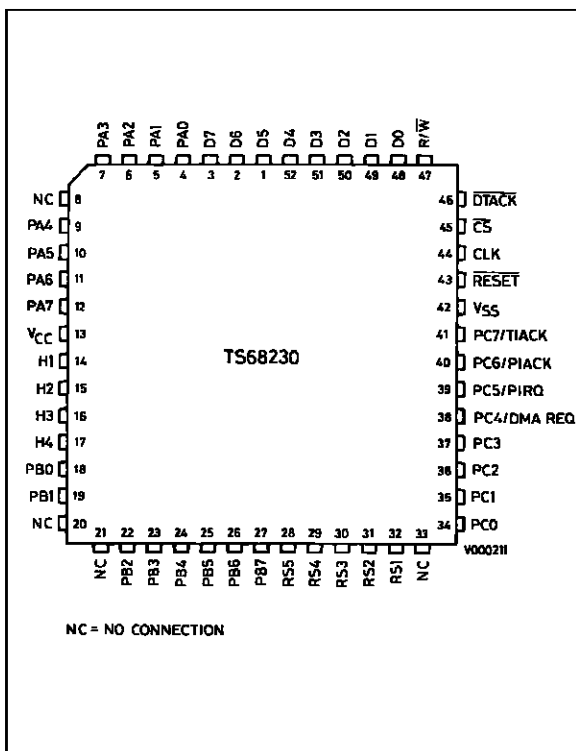 PA3 PA2 PA1 PA0 D7 D6 D5 D4 D3 D2 D1 D0 R/W̅
7 6 5 4 3 2 1 52 51 50 49 48 47
NC 8 46 D̅T̅A̅C̅K̅
PA4 9 45 C̅S̅
PA5 10 44 CLK
PA6 11 43 R̅E̅S̅E̅T̅
PA7 12 42 VSS
VCC 13 41 PC7/TIACK
H1 14 TS68230 40 PC6/PIACK
H2 15 39 PC5/PIRQ
H3 16 38 PC4/DMA REQ
H4 17 37 PC3
PB0 18 36 PC2
PB1 19 35 PC1
NC 20 34 PC0
21 22 23 24 25 26 27 28 29 30 31 32 33
V000211
NC PB2 PB3 PB4 PB5 PB6 PB7 RS5 RS4 RS3 RS2 RS1 NC
NC = NO CONNECTION